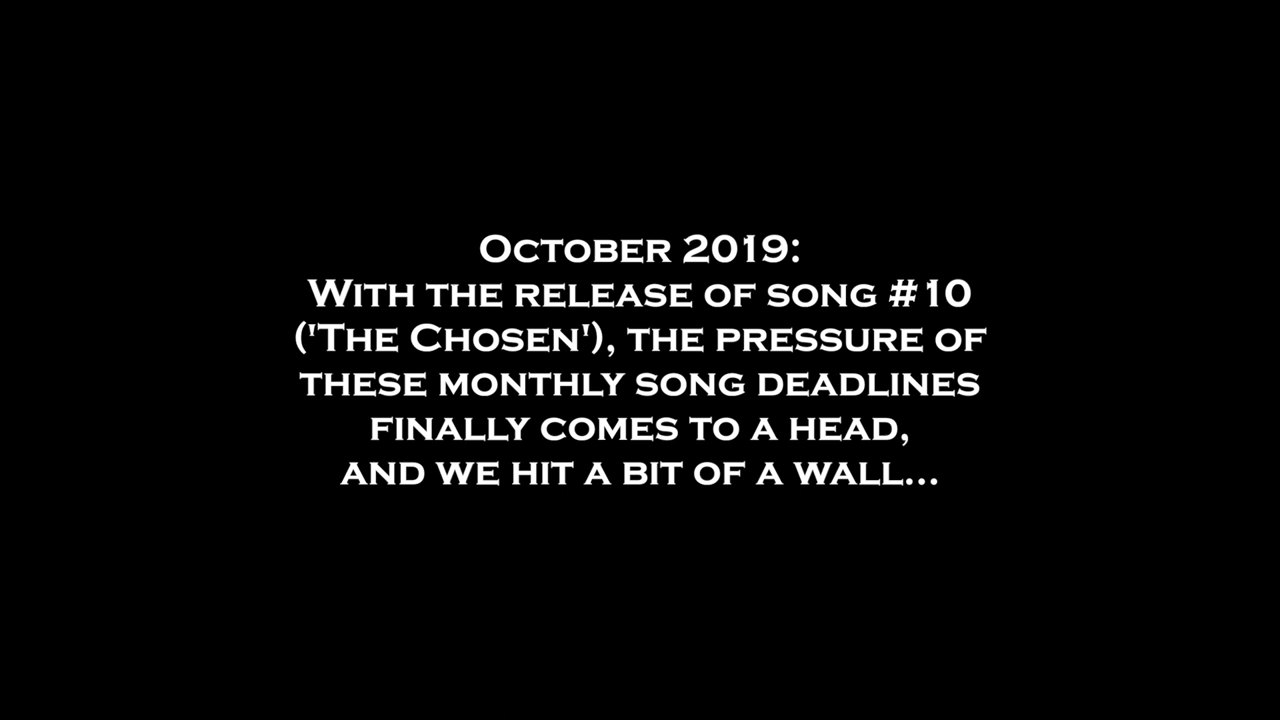 October 2019:
With the release of song #10
('The Chosen'), the pressure of
these monthly song deadlines
finally comes to a head,
and we hit a bit of a wall...